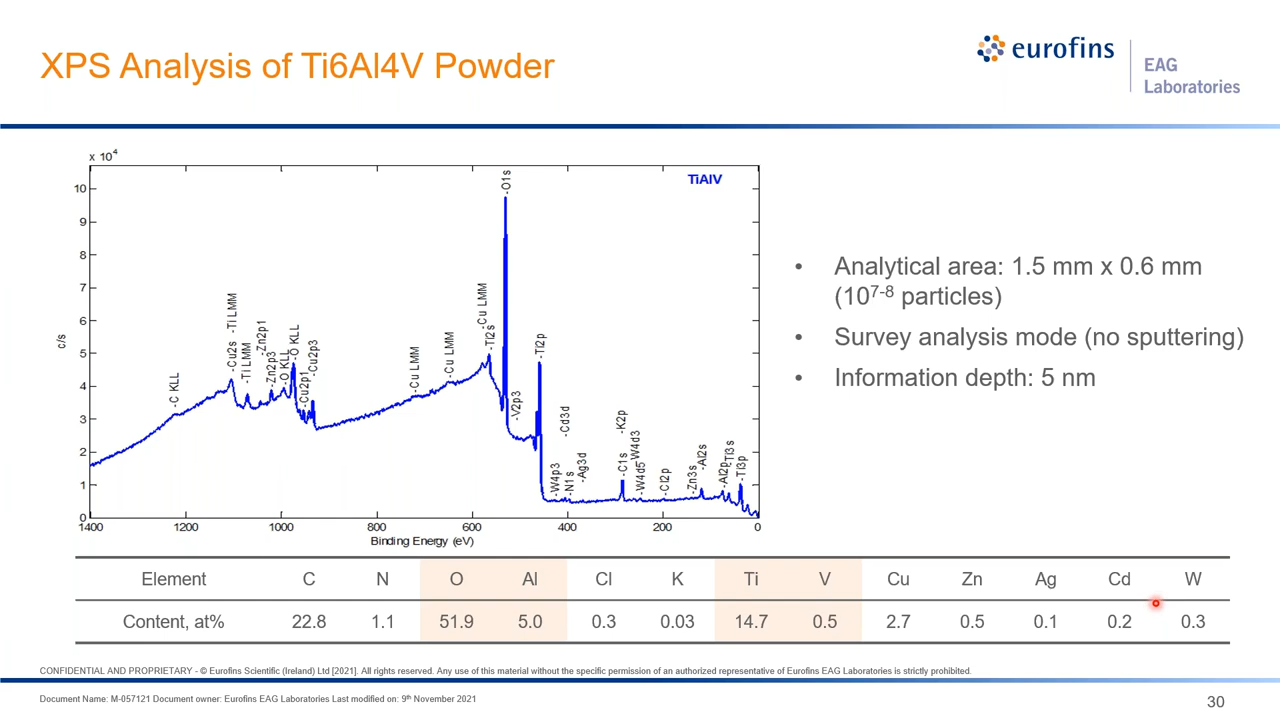 XPS Analysis of Ti6Al4V Powder
eurofins
EAG
Laboratories
x 10⁴
TiAlV
c/s
10
9
8
7
6
5
4
3
2
1
0
-C KLL
-Cu2s
-Ti LMM
-Ti LMM
-Zn2p1
-Zn2p3
-O KLL
-O KLL
-Cu2p1
-Cu2p3
-Cu LMM
-Cu LMM
-Cu LMM
-Ti2s
-O1s
-V2p3
-Ti2p
-W4p3
-Cd3d
-N1s
-Ag3d
-C1s
-K2p
-W4d3
-W4d5
-Cl2p
-Zn3s
-Al2s
-Al2p
-Ti3s
-Ti3p
1400 1200 1000 800 600 400 200 0
Binding Energy (eV)
• Analytical area: 1.5 mm x 0.6 mm
(10⁷⁻⁸ particles)
• Survey analysis mode (no sputtering)
• Information depth: 5 nm
Element C N O Al Cl K Ti V Cu Zn Ag Cd W
Content, at% 22.8 1.1 51.9 5.0 0.3 0.03 14.7 0.5 2.7 0.5 0.1 0.2 0.3
CONFIDENTIAL AND PROPRIETARY - © Eurofins Scientific (Ireland) Ltd [2021]. All rights reserved. Any use of this material without the specific permission of an authorized representative of Eurofins EAG Laboratories is strictly prohibited.
Document Name: M-057121 Document owner: Eurofins EAG Laboratories Last modified on: 9th November 2021
30